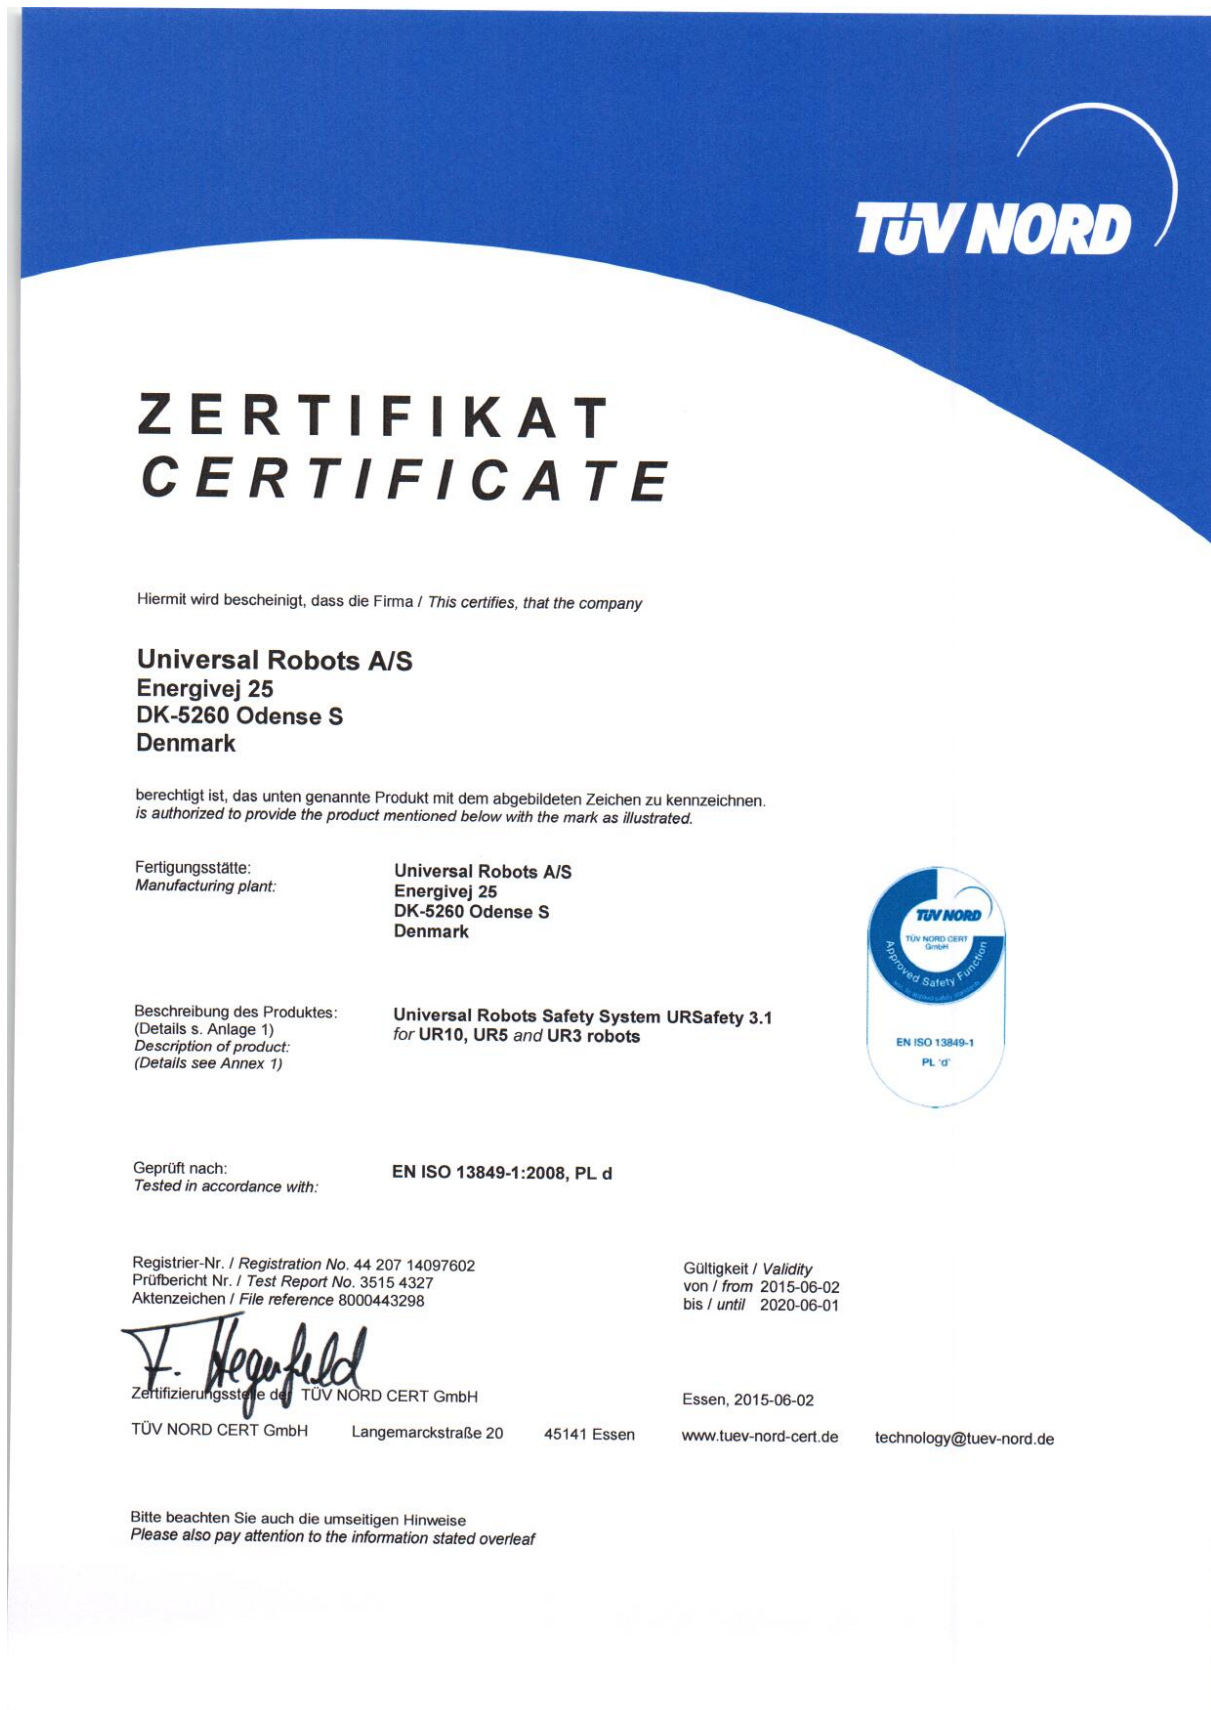 TÜV NORD
ZERTIFIKAT
CERTIFICATE
Hiermit wird bescheinigt, dass die Firma / This certifies, that the company
Universal Robots A/S
Energivej 25
DK-5260 Odense S
Denmark
berechtigt ist, das unten genannte Produkt mit dem abgebildeten Zeichen zu kennzeichnen.
is authorized to provide the product mentioned below with the mark as illustrated.
Fertigungsstätte:
Manufacturing plant:
Universal Robots A/S
Energivej 25
DK-5260 Odense S
Denmark
TÜV NORD
TÜV NORD CERT
GmbH
Approved Safety Function
EN ISO 13849-1
PL 'd'
Beschreibung des Produktes:
(Details s. Anlage 1)
Description of product:
(Details see Annex 1)
Universal Robots Safety System URSafety 3.1
for UR10, UR5 and UR3 robots
Geprüft nach:
Tested in accordance with:
EN ISO 13849-1:2008, PL d
Registrier-Nr. / Registration No. 44 207 14097602
Prüfbericht Nr. / Test Report No. 3515 4327
Aktenzeichen / File reference 8000443298
Gültigkeit / Validity
von / from 2015-06-02
bis / until 2020-06-01
F. Hegenfeld
Zertifizierungsstelle der TÜV NORD CERT GmbH
Essen, 2015-06-02
TÜV NORD CERT GmbH Langemarckstraße 20 45141 Essen www.tuev-nord-cert.de technology@tuev-nord.de
Bitte beachten Sie auch die umseitigen Hinweise
Please also pay attention to the information stated overleaf